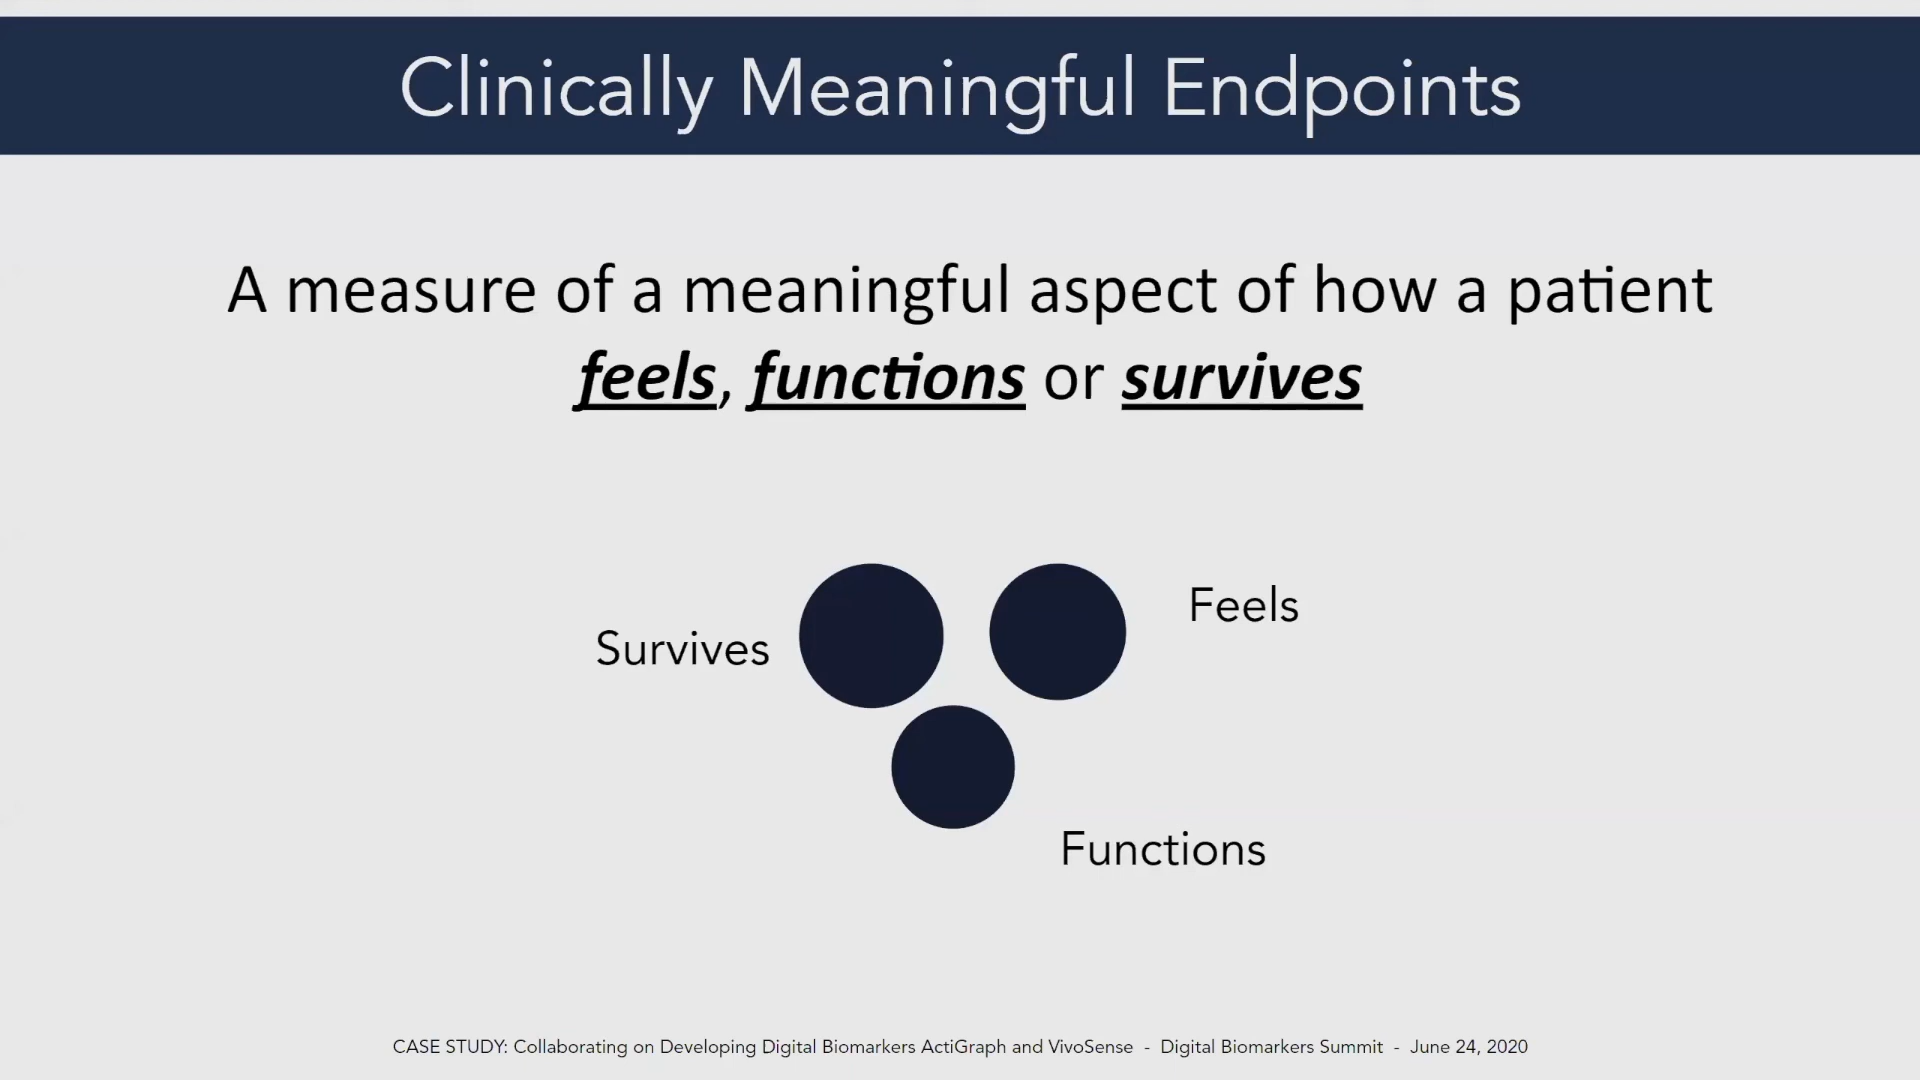 Clinically Meaningful Endpoints
A measure of a meaningful aspect of how a patient
feels, functions or survives
Feels
Survives
Functions
CASE STUDY: Collaborating on Developing Digital Biomarkers ActiGraph and VivoSense - Digital Biomarkers Summit - June 24, 2020